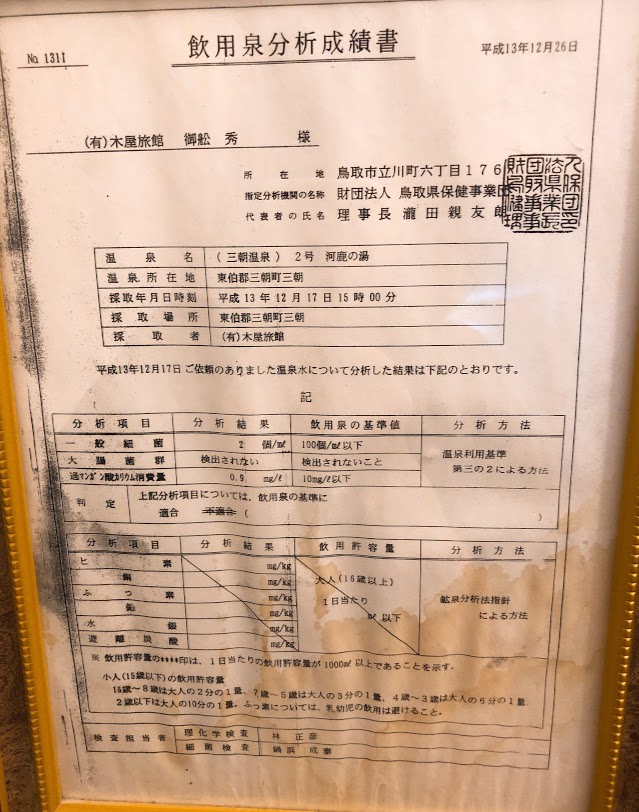 No. 1311
飲用泉分析成績書
平成13年12月26日
(有)木屋旅館 御舩 秀 様
所在地 鳥取市立川町六丁目176
指定分析機関の名称 財団法人 鳥取県保健事業団
代表者の氏名 理事長 瀧田親友朗
温泉名 (三朝温泉) 2号 河鹿の湯
温泉所在地 東伯郡三朝町三朝
採取年月日時刻 平成13年12月17日15時00分
採取場所 東伯郡三朝町三朝
採取者 (有)木屋旅館
平成13年12月17日ご依頼のありました温泉水について分析した結果は下記のとおりです。
記
分析項目 分析結果 飲用泉の基準値 分析方法
一般細菌 2 個/mℓ 100個/mℓ以下 温泉利用基準
大腸菌群 検出されない 検出されないこと 第三の2による方法
過マンガン酸カリウム消費量 0.9 mg/ℓ 10mg/ℓ以下
判定 上記分析項目については、飲用泉の基準に
適合 不適合 ( )
分析項目 分析結果 飲用許容量 分析方法
ヒ素 mg/kg 大人(16歳以上)
銅 mg/kg 1日当たり
ふっ素 mg/kg mℓ以下 鉱泉分析法指針
鉛 mg/kg による方法
水銀 mg/kg
遊離炭酸 mg/kg
※ 飲用許容量の****印は、1日当たりの飲用許容量が1000mℓ以上であることを示す。
小人(15歳以下)の飲用許容量
15歳~8歳は大人の2分の1量、7歳~5歳は大人の3分の1量、4歳~3歳は大人の6分の1量
2歳以下は大人の10分の1量。ふっ素については、乳幼児の飲用は避けること。
検査担当者 理化学検査 林 正彦
細菌検査 鍋浜 成泰